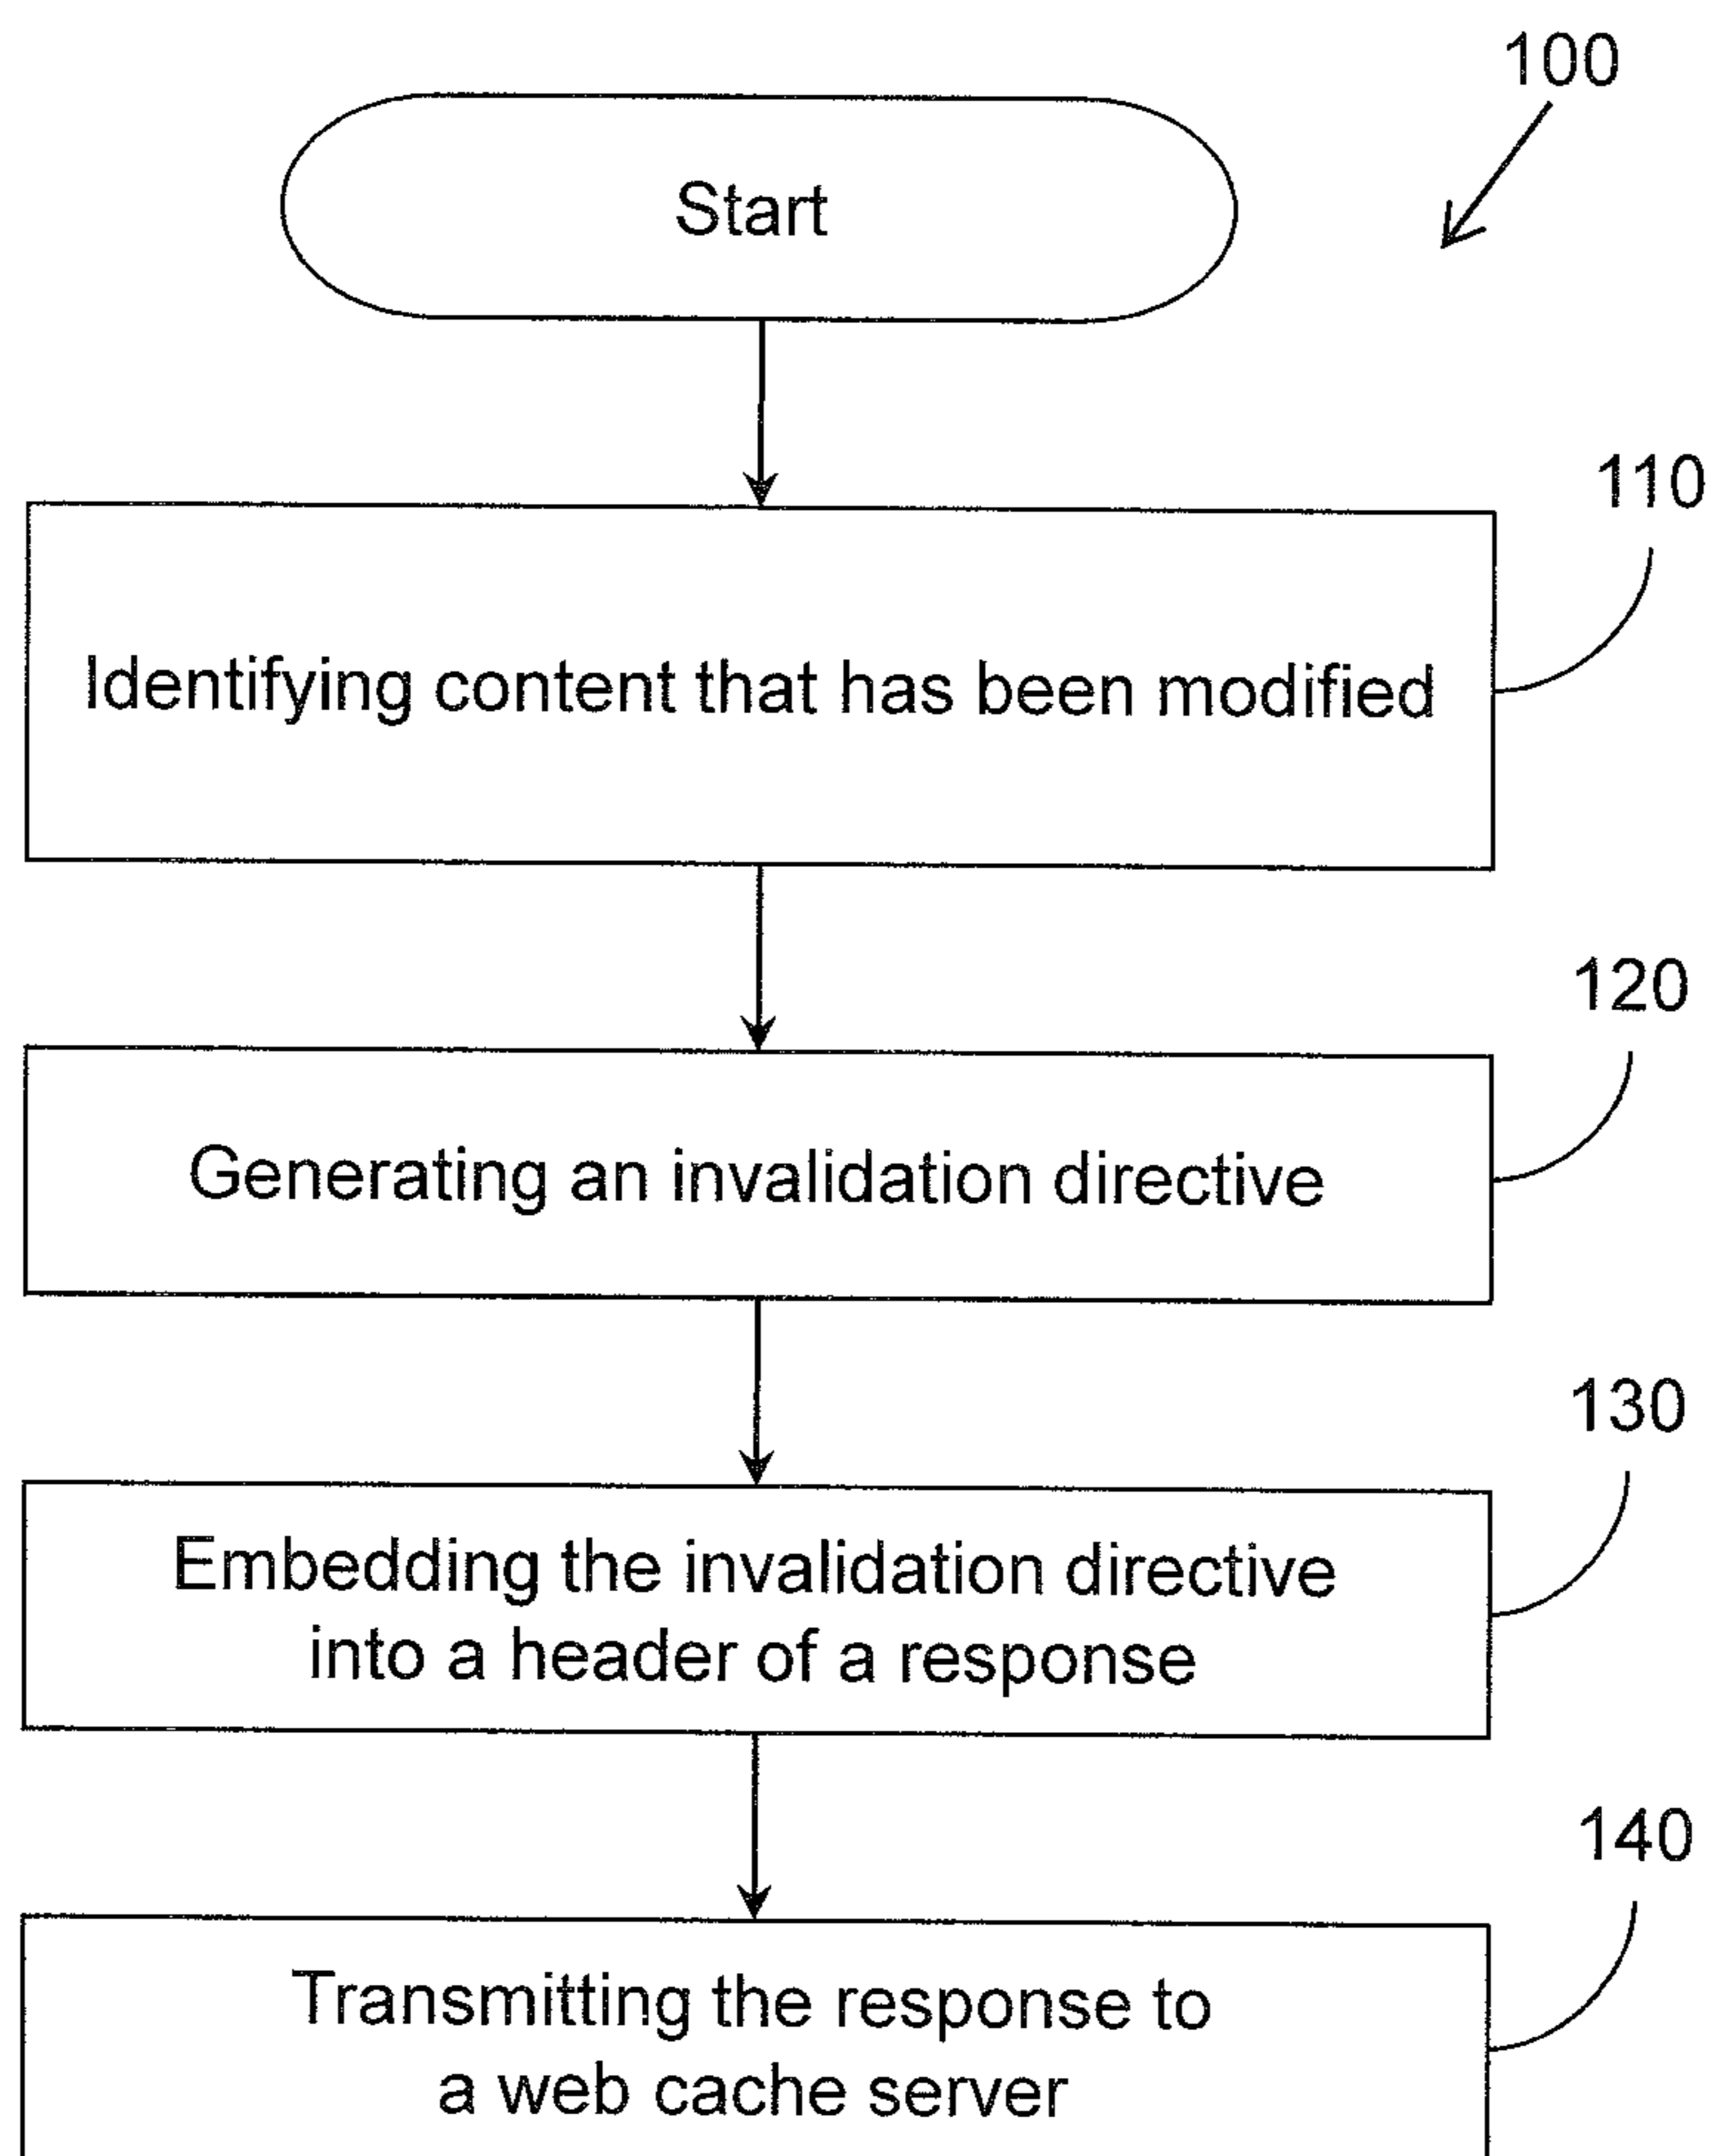 100
Start
110
Identifying content that has been modified
120
Generating an invalidation directive
130
Embedding the invalidation directive
into a header of a response
140
Transmitting the response to
a web cache server